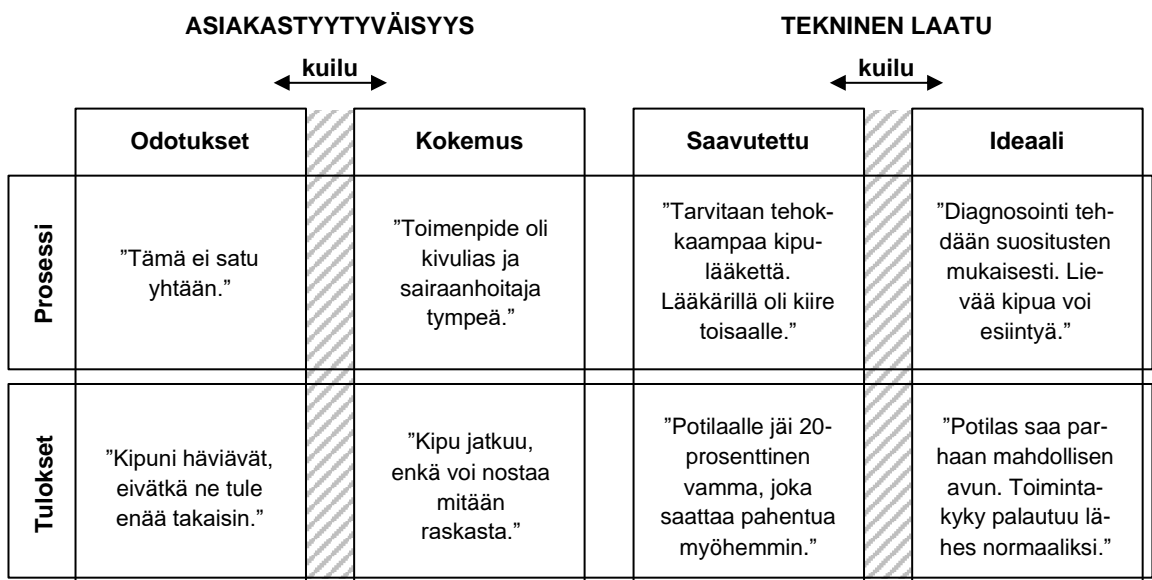 ASIAKASTYYTYVÄISYYS
TEKNINEN LAATU
kuilu
kuilu
Odotukset
Kokemus
Saavutettu
Ideaali
Prosessi
”Tämä ei satu
yhtään.”
”Toimenpide oli
kivulias ja
sairaanhoitaja
tympeä.”
”Tarvitaan tehok-
kaampaa kipu-
lääkettä.
Lääkärillä oli kiire
toisaalle.”
”Diagnosointi teh-
dään suositusten
mukaisesti. Lie-
vää kipua voi
esiintyä.”
Tulokset
”Kipuni häviävät,
eivätkä ne tule
enää takaisin.”
”Kipu jatkuu,
enkä voi nostaa
mitään
raskasta.”
”Potilaalle jäi 20-
prosenttinen
vamma, joka
saattaa pahentua
myöhemmin.”
”Potilas saa par-
haan mahdollisen
avun. Toiminta-
kyky palautuu lä-
hes normaaliksi.”